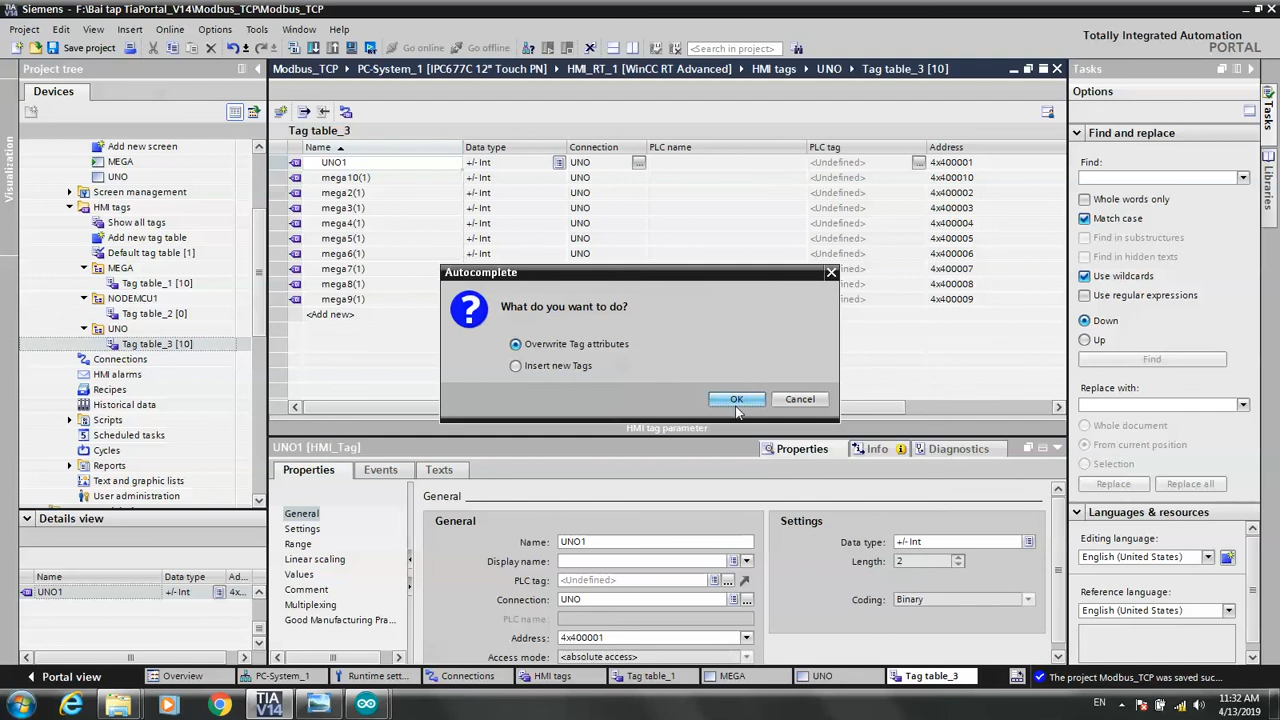 Siemens - F:\Bai tap TiaPortal_V14\Modbus_TCP\Modbus_TCP
Project Edit View Insert Online Options Tools Window Help
Totally Integrated Automation
PORTAL
Save project Go online Go offline <Search in project>
Project tree
Modbus_TCP PC-System_1 [IPC677C 12" Touch PN] HMI_RT_1 [WinCC RT Advanced] HMI tags UNO Tag table_3 [10]
Tasks
Devices
Options
Visualization
Tasks
Libraries
Add new screen
MEGA
UNO
Screen management
HMI tags
Show all tags
Add new tag table
Default tag table [1]
MEGA
Tag table_1 [10]
NODEMCU1
Tag table_2 [0]
UNO
Tag table_3 [10]
Connections
HMI alarms
Recipes
Historical data
Scripts
Scheduled tasks
Cycles
Reports
Text and graphic lists
User administration
Tag table_3
Name Data type Connection PLC name PLC tag Address
UNO1 +/- Int UNO ... <Undefined> ... 4x400001
mega10(1) +/- Int UNO <Undefined> 4x400010
mega2(1) +/- Int UNO <Undefined> 4x400002
mega3(1) +/- Int UNO <Undefined> 4x400003
mega4(1) +/- Int UNO <Undefined> 4x400004
mega5(1) +/- Int UNO <Undefined> 4x400005
mega6(1) +/- Int UNO <Undefined> 4x400006
mega7(1) 4x400007
mega8(1) 4x400008
mega9(1) 4x400009
<Add new>
Autocomplete
What do you want to do?
Overwrite Tag attributes
Insert new Tags
OK Cancel
HMI tag parameter
Find and replace
Find:
Whole words only
Match case
Find in substructures
Find in hidden texts
Use wildcards
Use regular expressions
Down
Up
Find
Replace with:
Whole document
From current position
Selection
Replace Replace all
Languages & resources
Editing language:
English (United States)
Reference language:
English (United States)
UNO1 [HMI_Tag]
Properties Info Diagnostics
Properties Events Texts
General
Settings
Range
Linear scaling
Values
Comment
Multiplexing
Good Manufacturing Pra...
General
General
Name: UNO1
Display name:
PLC tag: <Undefined>
Connection: UNO
PLC name:
Address: 4x400001
Access mode: <absolute access>
Settings
Data type: +/- Int
Length: 2
Coding: Binary
Details view
Name Data type Ad...
UNO1 +/- Int 4x...
Portal view Overview PC-System_1 Runtime sett... Connections HMI tags Tag table_1 MEGA UNO Tag table_3 The project Modbus_TCP was saved suc...
TIA V14
EN
11:32 AM
4/13/2019